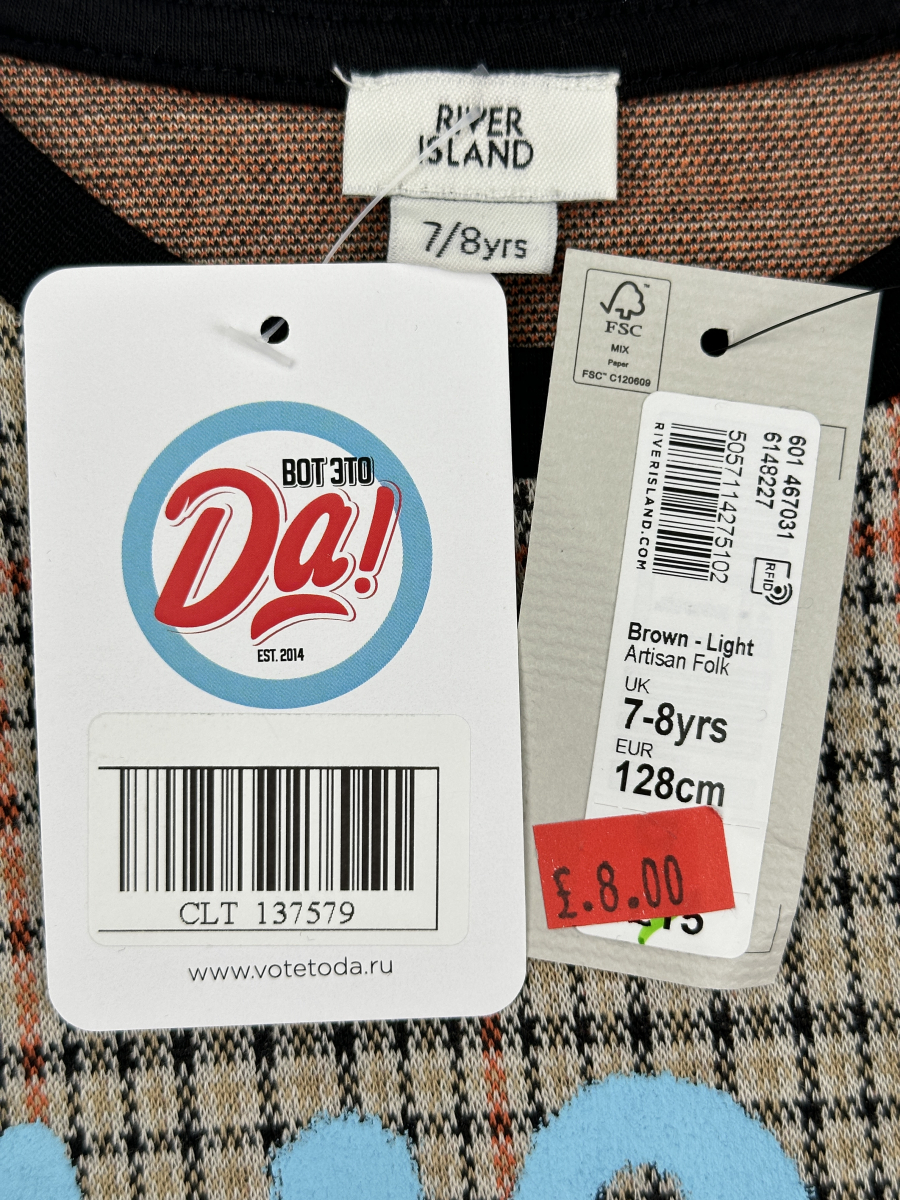 RIVER
ISLAND
7/8yrs
ВОТ ЭТО
Da!
EST. 2014
CLT 137579
www.votetoda.ru
FSC
MIX
Paper
FSC™ C120609
601 467031
6148227
5057114275102
RIVERISLAND.COM
RFID
Brown - Light
Artisan Folk
UK
7-8yrs
EUR
128cm
£.8.00